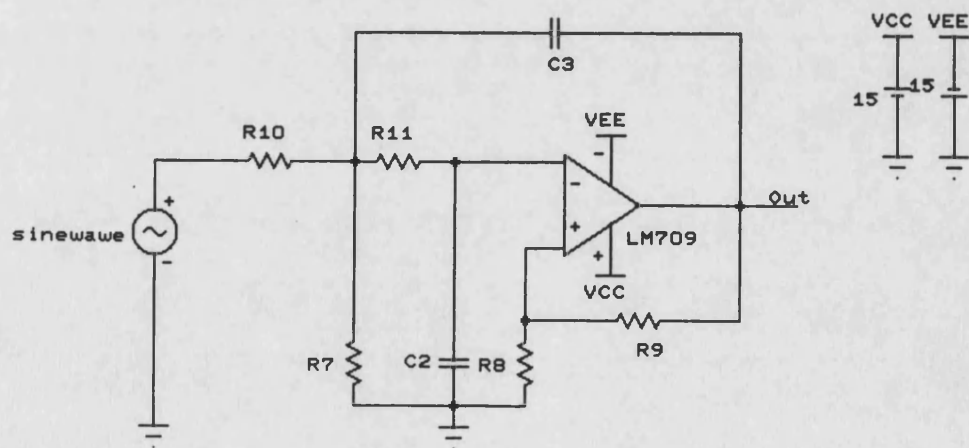 VCC VEE
C3
15 15
R10 R11 VEE
-
+
-
Out
sinewawe
+
LM709
-
+
VCC
R9
R7 C2 R8